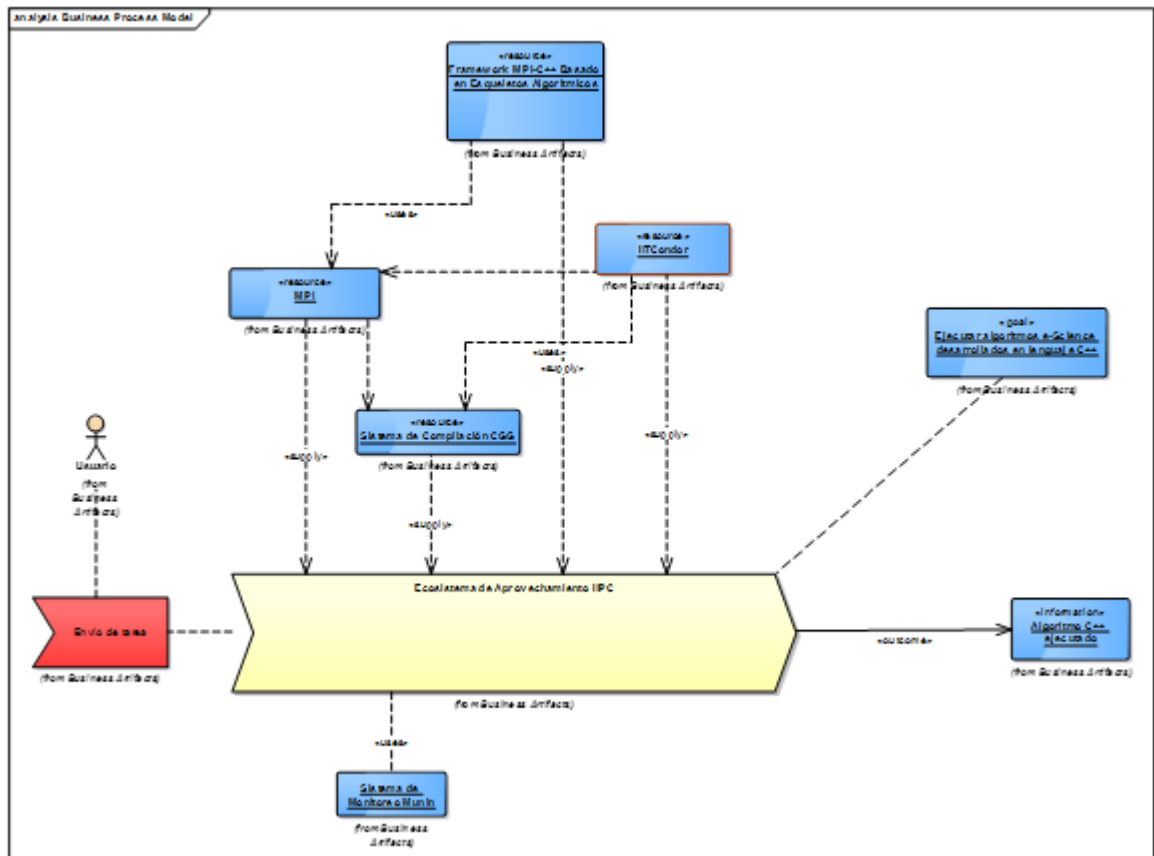 analysis Business Process Model
«resource»
Framework MPI-C++ Basado
en Esqueletos Algorítmicos
(from Business Artifacts)
«uses»
«resource»
HTCondor
(from Business Artifacts)
«resource»
MPI
(from Business Artifacts)
«goal»
Ejecutar algoritmos e-Science
desarrollados en lenguaje C++
(from Business Artifacts)
«uses»
«supply»
«resource»
Sistema de Compilación CGG
(from Business Artifacts)
«supply»
«supply»
Usuario
(from
Business
Artifacts)
«supply»
Ecosistema de Aprovechamiento HPC
(from Business Artifacts)
Envío de tarea
(from Business Artifacts)
«outcome»
«information»
Algoritmo C++
ejecutado
(from Business Artifacts)
«uses»
Sistema de
Monitoreo Munin
(from Business
Artifacts)